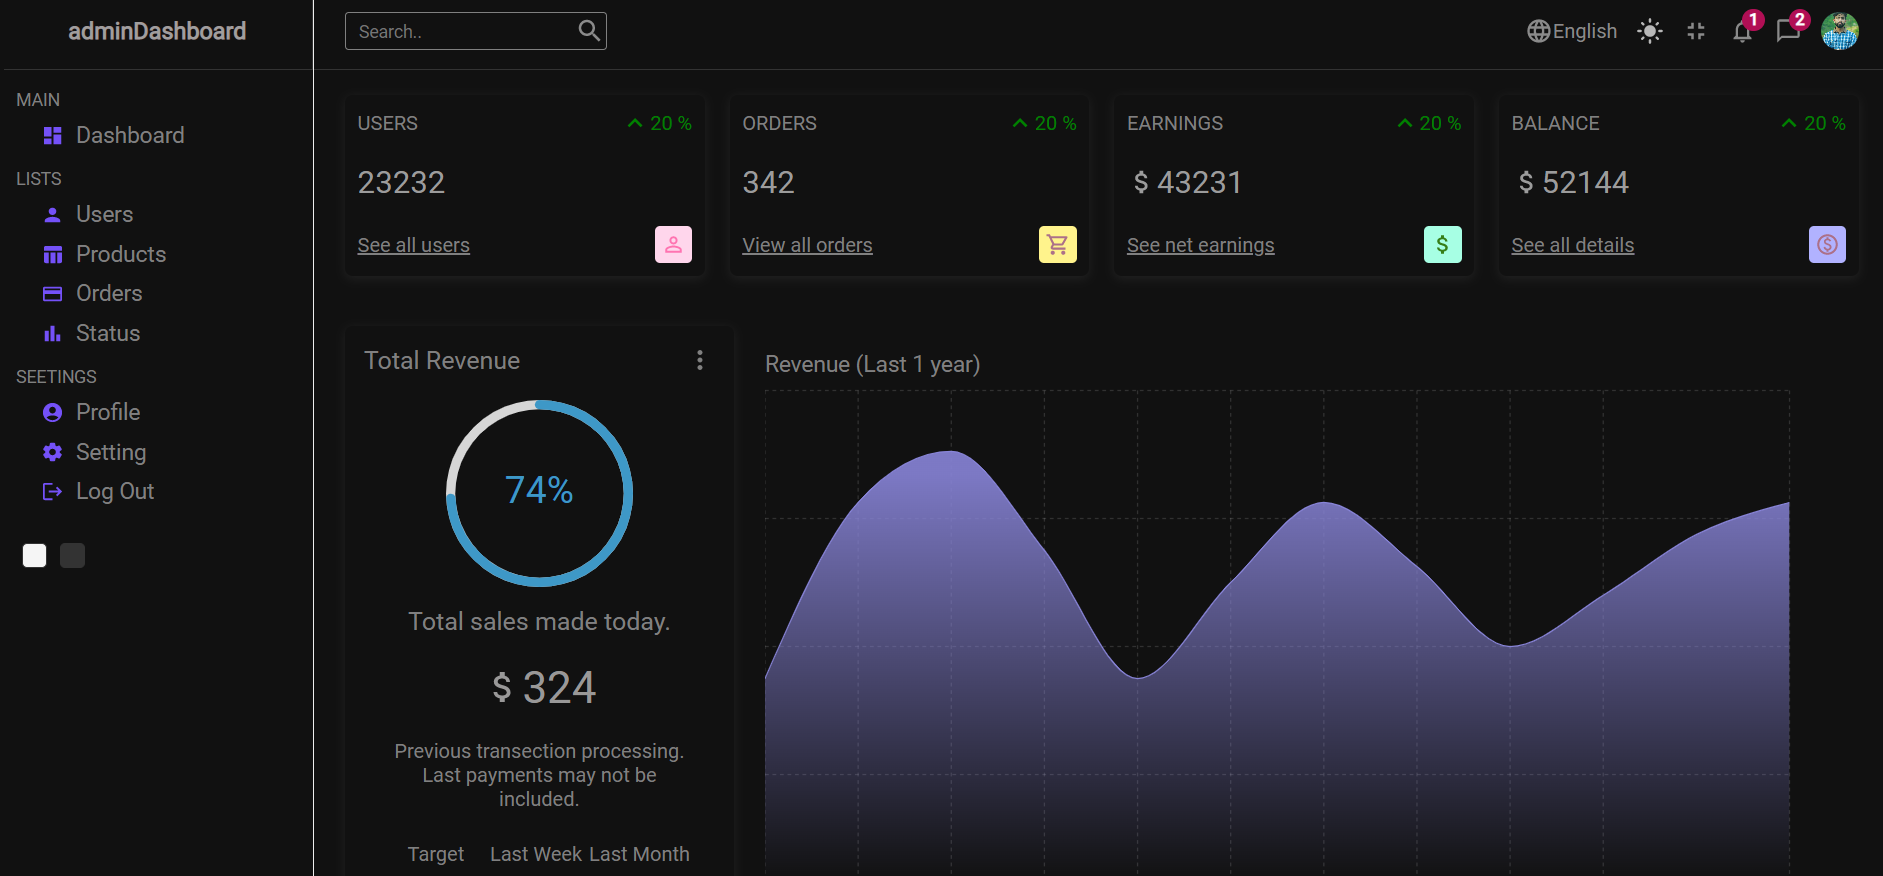 adminDashboard
Search..
English
1
2
MAIN
Dashboard
LISTS
Users
Products
Orders
Status
SEETINGS
Profile
Setting
Log Out
USERS
20 %
23232
See all users
ORDERS
20 %
342
View all orders
EARNINGS
20 %
$ 43231
See net earnings
$
BALANCE
20 %
$ 52144
See all details
$
Total Revenue
74%
Total sales made today.
$ 324
Previous transection processing.
Last payments may not be
included.
Target Last Week Last Month
Revenue (Last 1 year)